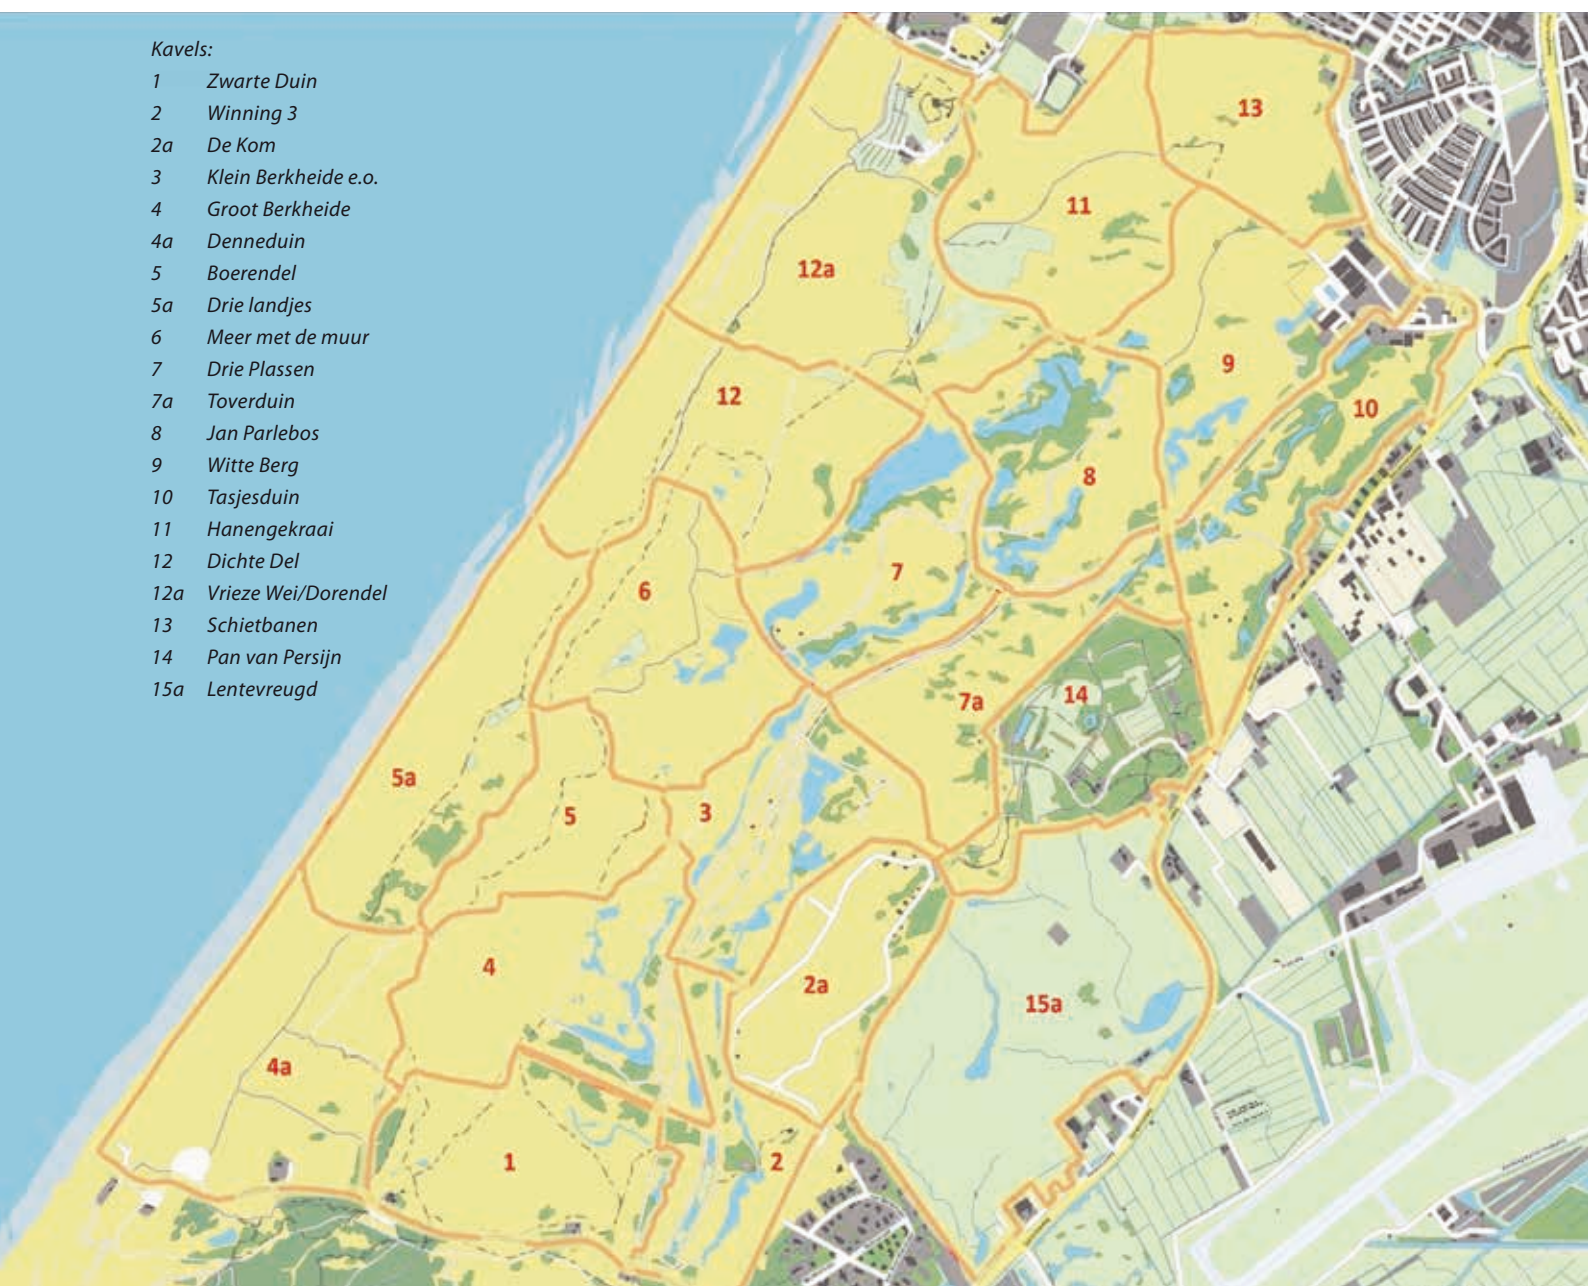 Kavels:
1 Zwarte Duin
2 Winning 3
2a De Kom
3 Klein Berkheide e.o.
4 Groot Berkheide
4a Denneduin
5 Boerendel
5a Drie landjes
6 Meer met de muur
7 Drie Plassen
7a Toverduin
8 Jan Parlebos
9 Witte Berg
10 Tasjesduin
11 Hanengekraai
12 Dichte Del
12a Vrieze Wei/Dorendel
13 Schietbanen
14 Pan van Persijn
15a Lentevreugd
13
11
12a
9
12
10
8
7
6
14
7a
5a
3
5
4
2a
15a
4a
1
2